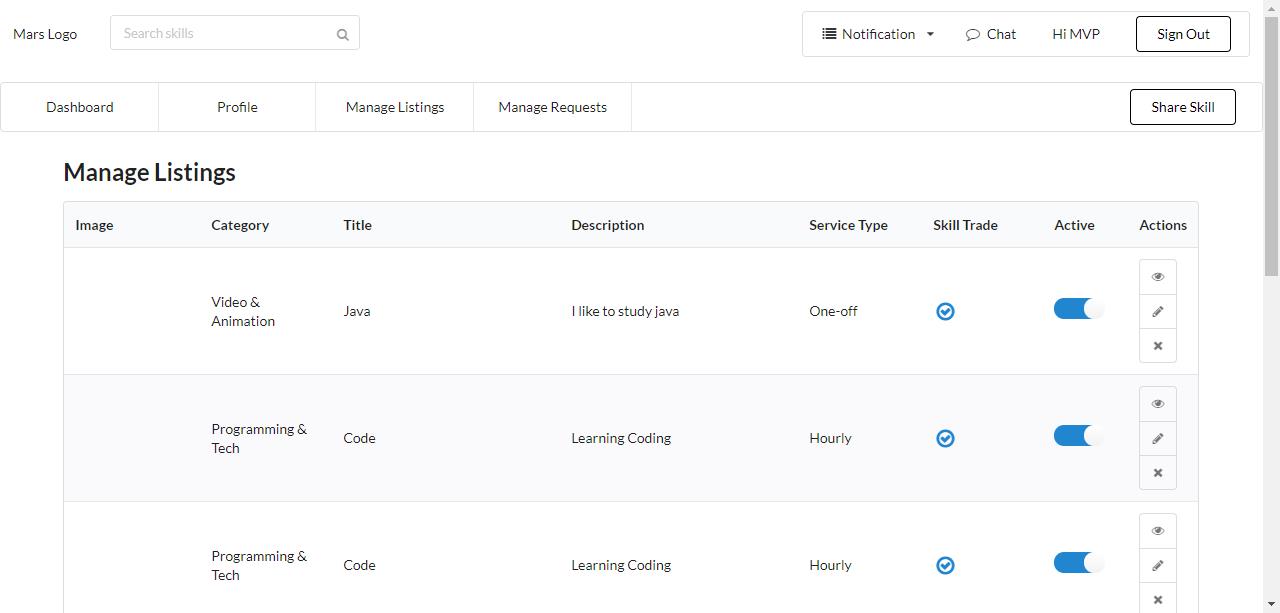 Mars Logo
Search skills
Notification
Chat
Hi MVP
Sign Out
Dashboard
Profile
Manage Listings
Manage Requests
Share Skill
Manage Listings
Image Category Title Description Service Type Skill Trade Active Actions
Video &
Animation
Java
I like to study java
One-off
Programming &
Tech
Code
Learning Coding
Hourly
Programming &
Tech
Code
Learning Coding
Hourly